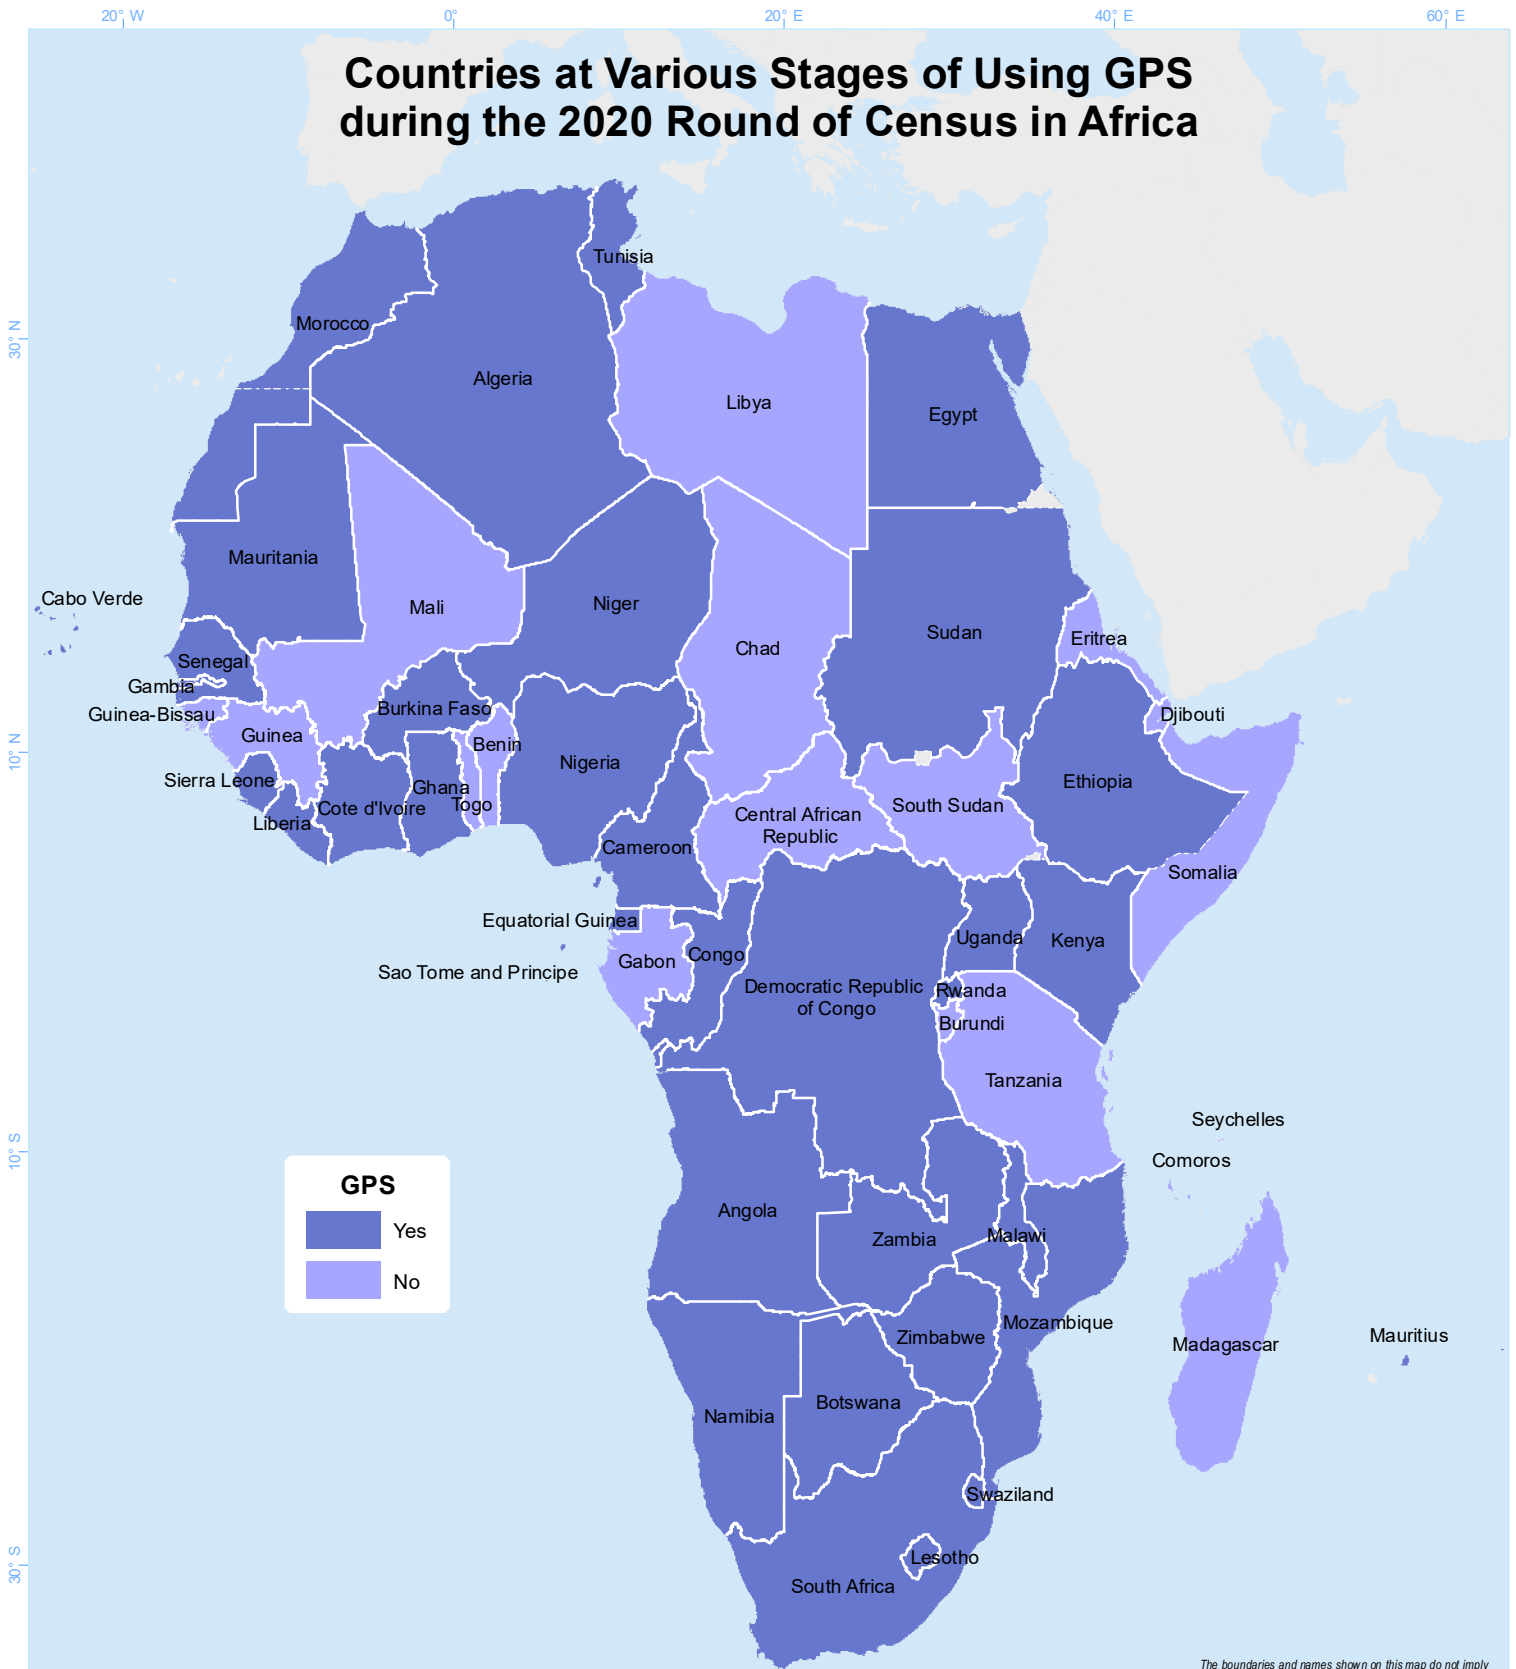 20° W
0°
20° E
40° E
60° E
Countries at Various Stages of Using GPS
during the 2020 Round of Census in Africa
Tunisia
Morocco
30° N
Algeria
Libya
Egypt
Mauritania
Cabo Verde
Mali
Niger
Sudan
Eritrea
Chad
Senegal
Gambia
Burkina Faso
Guinea-Bissau
Djibouti
Guinea
Benin
10° N
Nigeria
Sierra Leone
Ethiopia
Ghana
Togo
South Sudan
Cote d'Ivoire
Central African
Republic
Liberia
Cameroon
Somalia
Equatorial Guinea
Uganda
Kenya
Congo
Gabon
Sao Tome and Principe
Democratic Republic
of Congo
Rwanda
Burundi
Tanzania
Seychelles
10° S
Comoros
GPS
Yes
No
Angola
Zambia
Malawi
Mozambique
Zimbabwe
Madagascar
Mauritius
Botswana
Namibia
Swaziland
Lesotho
30° S
South Africa
The boundaries and names shown on this map do not imply